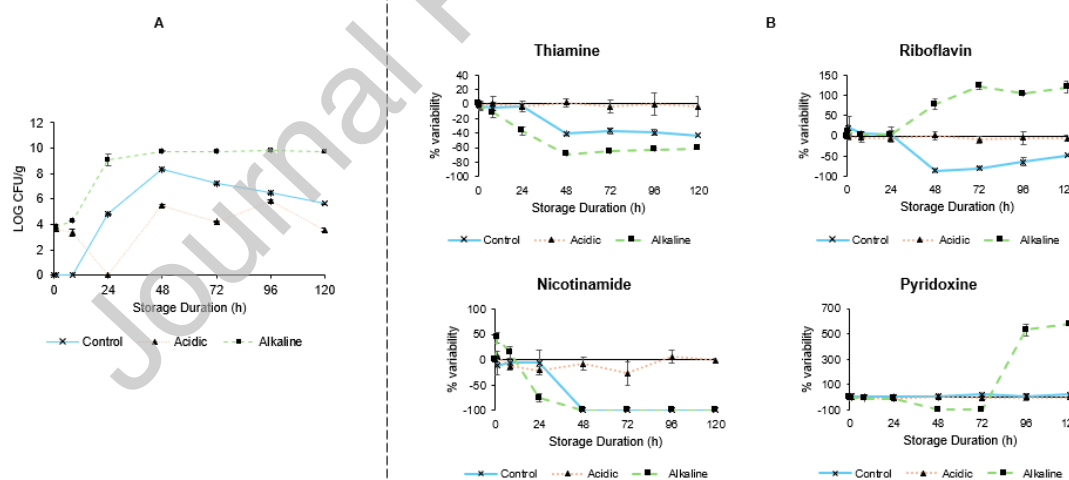 A
LOG CFU/g
12
10
8
6
4
2
0
0
24
48
72
96
120
Storage Duration (h)
Control
Acidic
Alkaline
Journal
B
Thiamine
% variability
40
20
0
-20
-40
-60
-80
-100
0
24
48
72
96
120
Storage Duration (h)
Control
Acidic
Alkaline
Riboflavin
% variability
150
100
50
0
-50
-100
0
24
48
72
96
120
Storage Duration (h)
Control
Acidic
Alkaline
Nicotinamide
% variability
100
50
0
-50
-100
0
24
48
72
96
120
Storage Duration (h)
Control
Acidic
Alkaline
Pyridoxine
% variability
700
500
300
100
-100
0
24
48
72
96
Storage Duration (h)
Control
Acidic
Alkaline